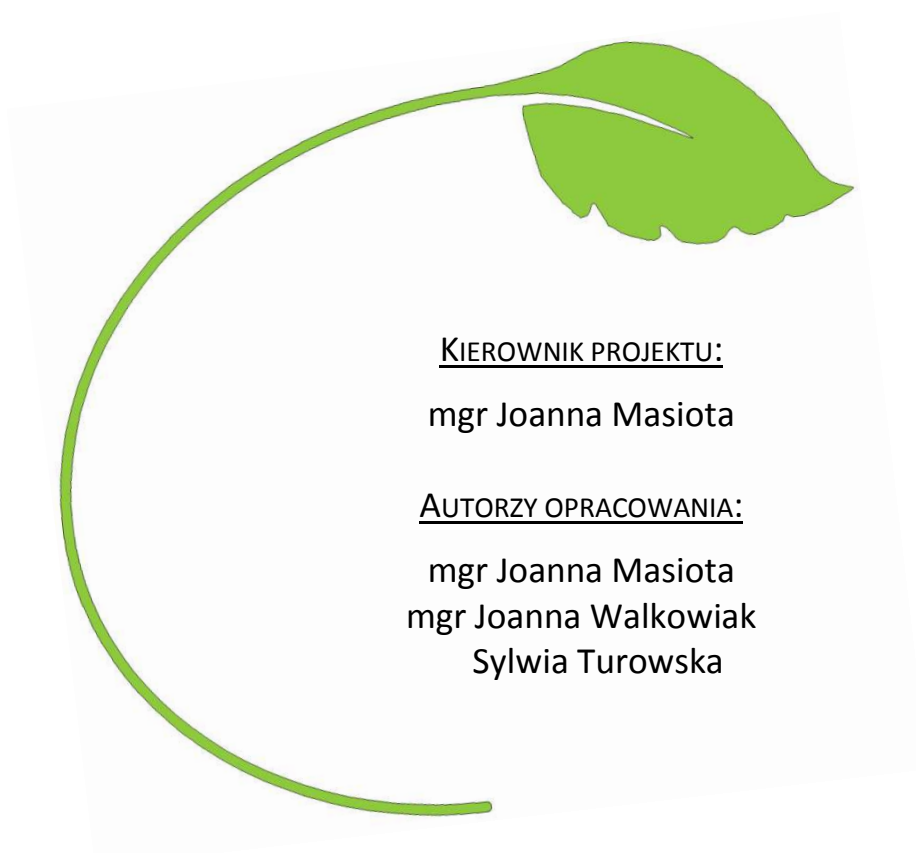 KIEROWNIK PROJEKTU:
mgr Joanna Masiota
AUTORZY OPRACOWANIA:
mgr Joanna Masiota
mgr Joanna Walkowiak
Sylwia Turowska